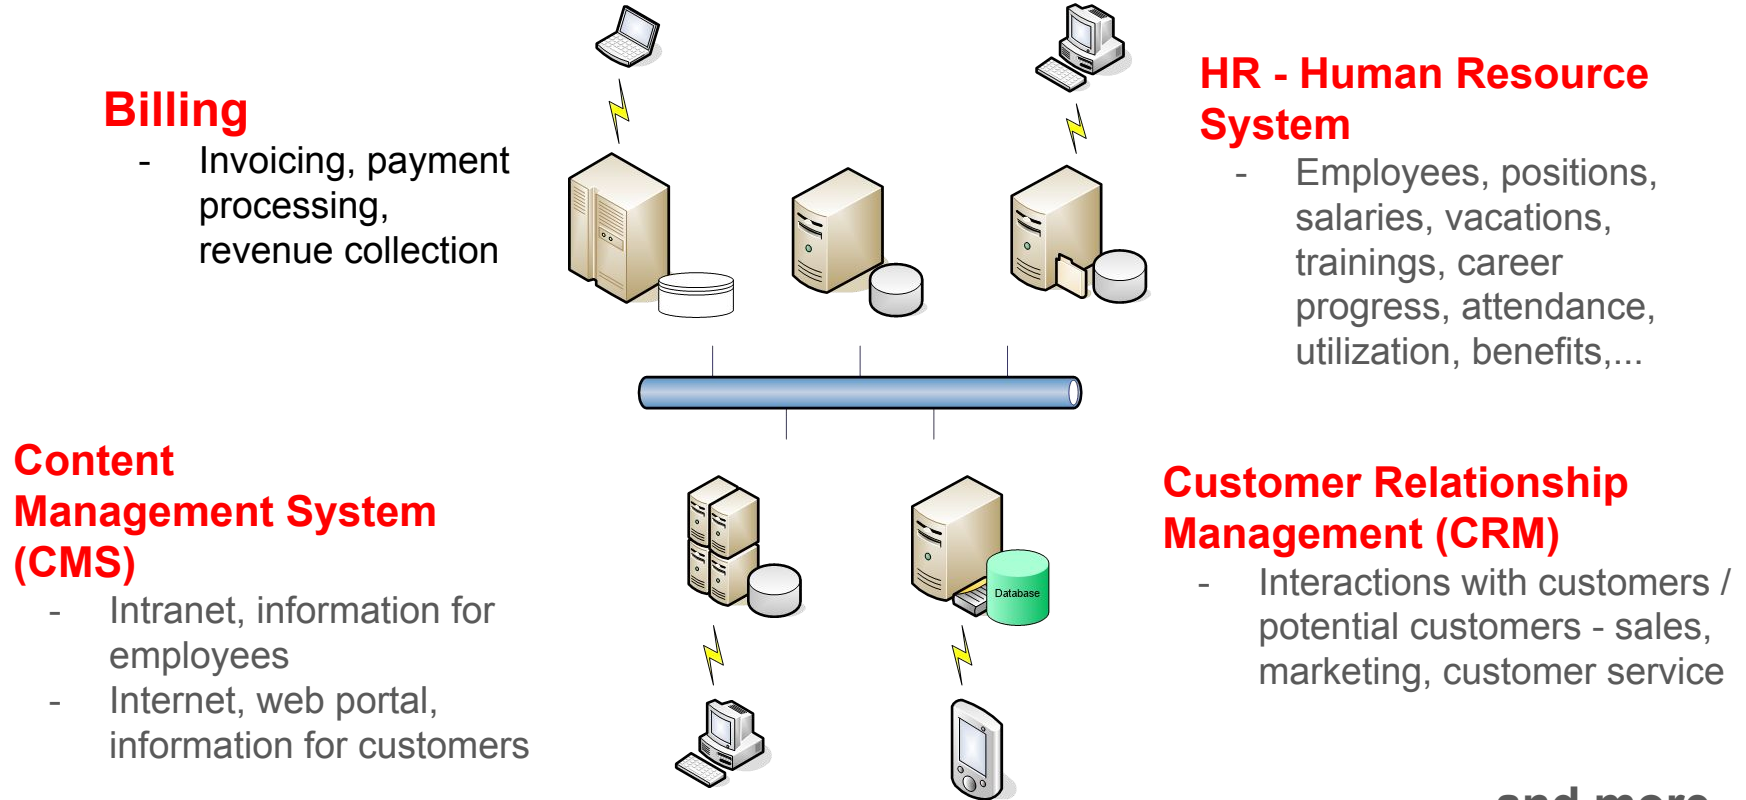 Billing
- Invoicing, payment
processing,
revenue collection
HR - Human Resource
System
- Employees, positions,
salaries, vacations,
trainings, career
progress, attendance,
utilization, benefits,...
Content
Management System
(CMS)
- Intranet, information for
employees
- Internet, web portal,
information for customers
Database
Customer Relationship
Management (CRM)
- Interactions with customers /
potential customers - sales,
marketing, customer service
and more